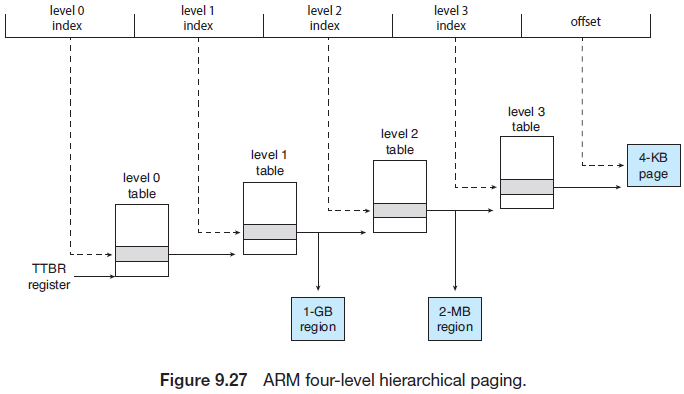 level 0
index
level 1
index
level 2
index
level 3
index
offset
level 3
table
level 2
table
4-KB
page
level 1
table
level 0
table
TTBR
register
1-GB
region
2-MB
region
Figure 9.27 ARM four-level hierarchical paging.